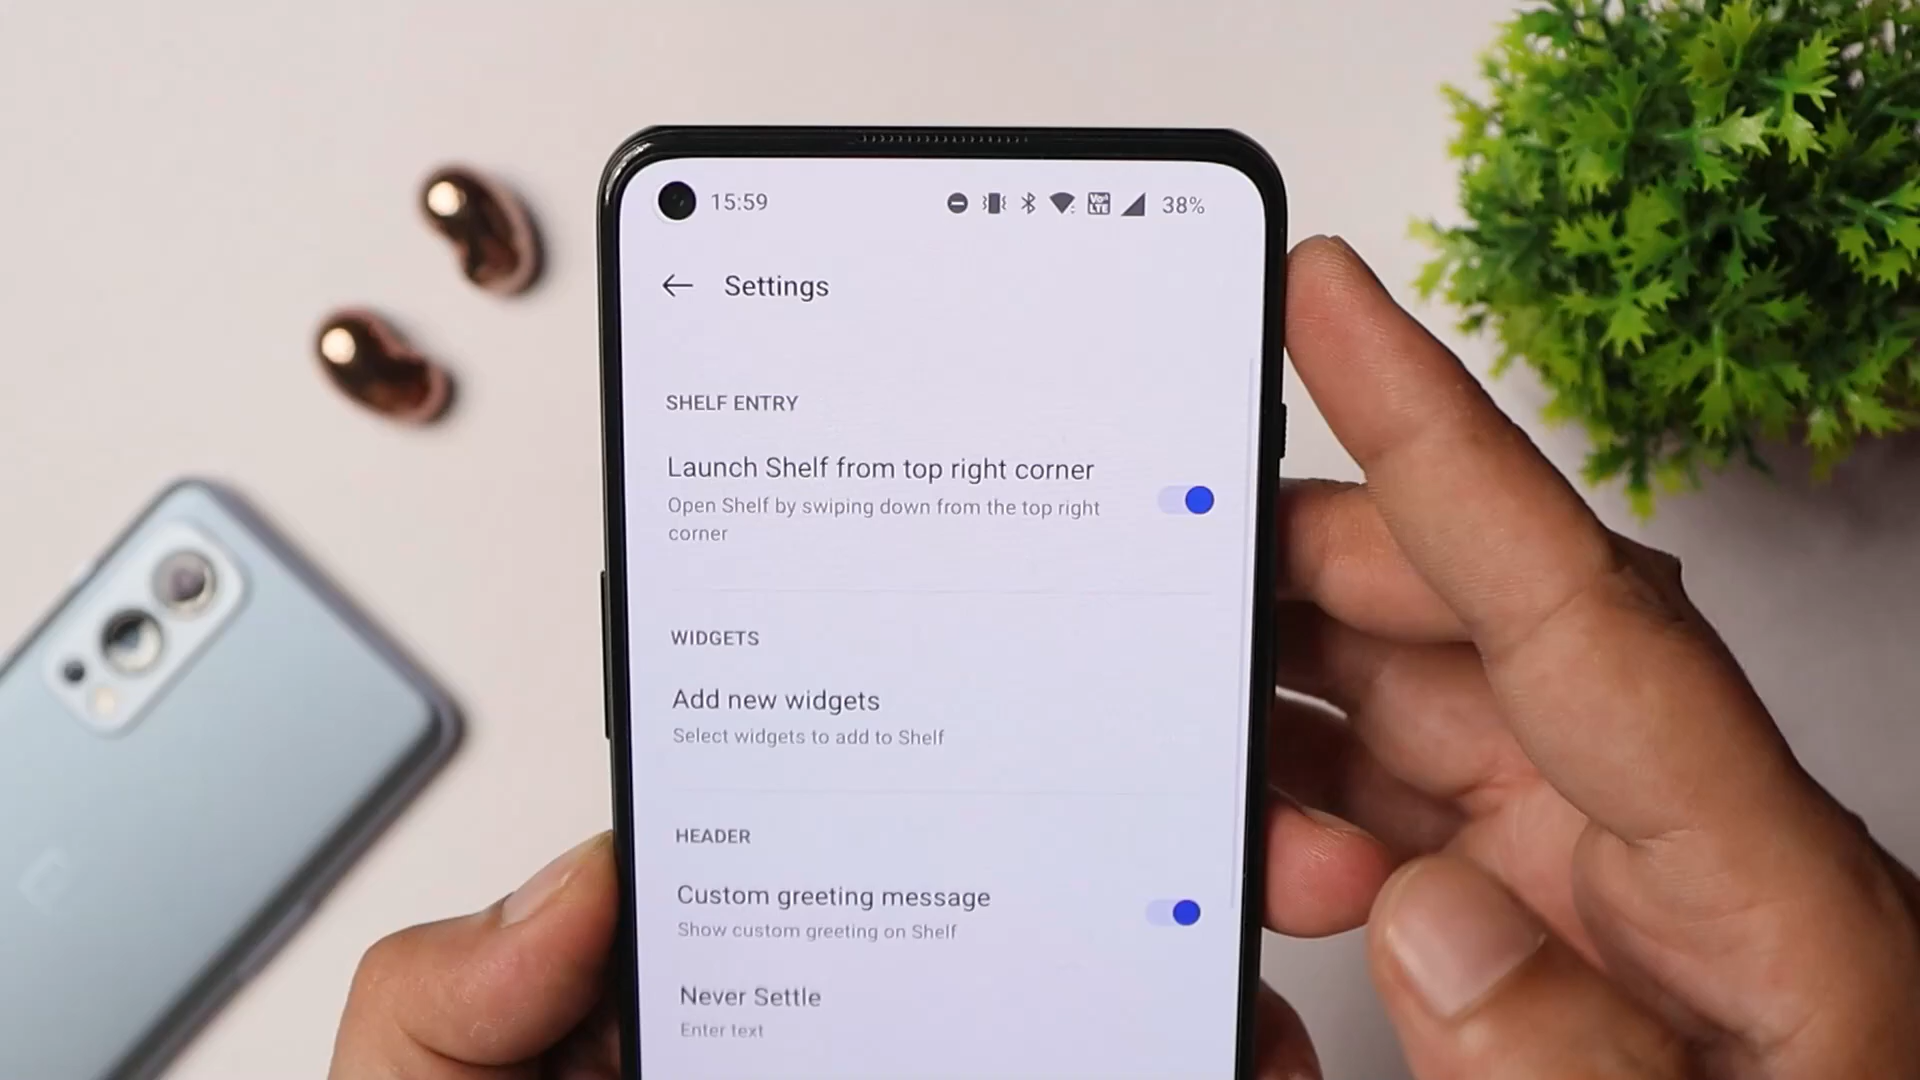 15:59
Vo LTE 38%
Settings
SHELF ENTRY
Launch Shelf from top right corner
Open Shelf by swiping down from the top right
corner
WIDGETS
Add new widgets
Select widgets to add to Shelf
HEADER
Custom greeting message
Show custom greeting on Shelf
Never Settle
Enter text